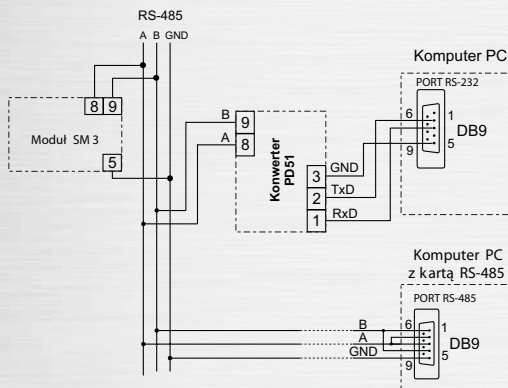 RS-485
A B GND
8 9
Moduł SM 3
5
B 9
A 8
Konwerter
PD51
3 GND
2 TxD
1 RxD
Komputer PC
PORT RS-232
6 1
DB9
9 5
Komputer PC
z kartą RS-485
PORT RS-485
B 6 1
A DB9
GND 5
9